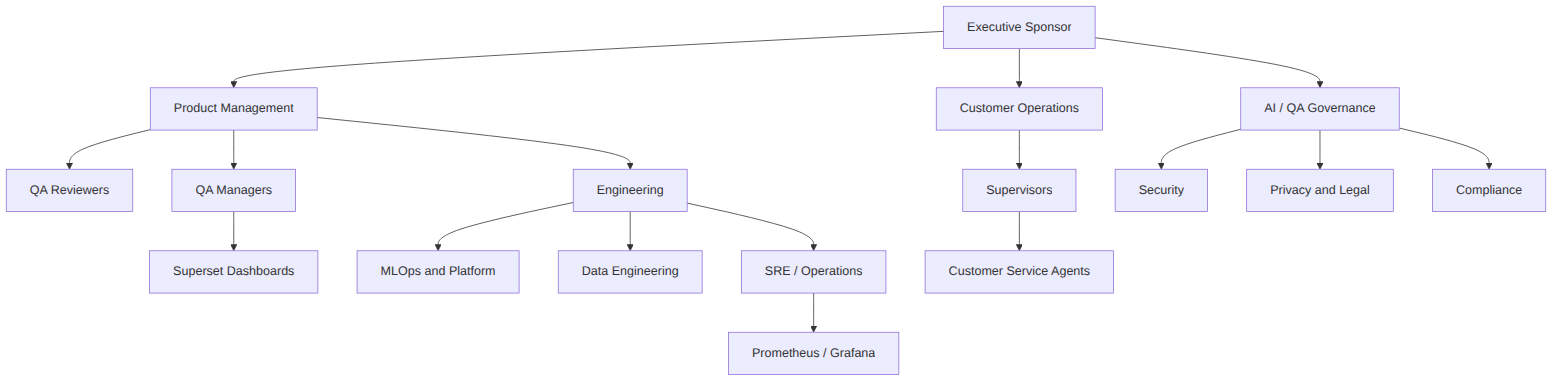 Executive Sponsor
Product Management
Customer Operations
AI / QA Governance
QA Reviewers
QA Managers
Engineering
Supervisors
Security
Privacy and Legal
Compliance
Superset Dashboards
MLOps and Platform
Data Engineering
SRE / Operations
Customer Service Agents
Prometheus / Grafana